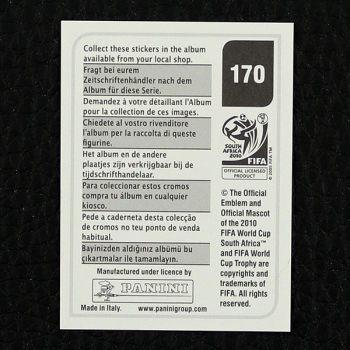 Collect these stickers in the album
available from your local shop.
Fragt bei eurem
Zeitschriftenhändler nach dem
Album für diese Serie.
Demandez à votre détaillant l'Album
pour la collection de ces images.
Chiedete al vostro rivenditore
l'album per la raccolta di queste
figurine.
Het album en de andere
plaatjes zijn verkrijgbaar bij de
tijdschrifthandelaar.
Para coleccionar estos cromos
compra tu álbum en cualquier
kiosco.
Pede a caderneta desta colecção
de cromos no teu ponto de venda
habitual.
Bayinizden aldığınız albümü bu
çıkartmalar ile tamamlayın.
Manufactured under licence by
PANINI
Made in Italy. www.paninigroup.com
170
SOUTH AFRICA
2010
FIFA
© 2005 FIFA TM
OFFICIAL LICENSED
PRODUCT
© The Official
Emblem and
Official Mascot
of the 2010
FIFA World Cup
South Africa™
and FIFA World
Cup Trophy are
copyrights and
trademarks of
FIFA. All rights
reserved.